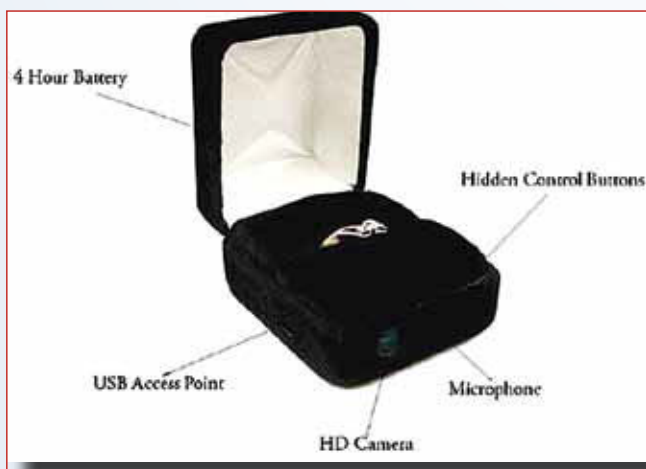 4 Hour Battery
Hidden Control Buttons
USB Access Point
Microphone
HD Camera